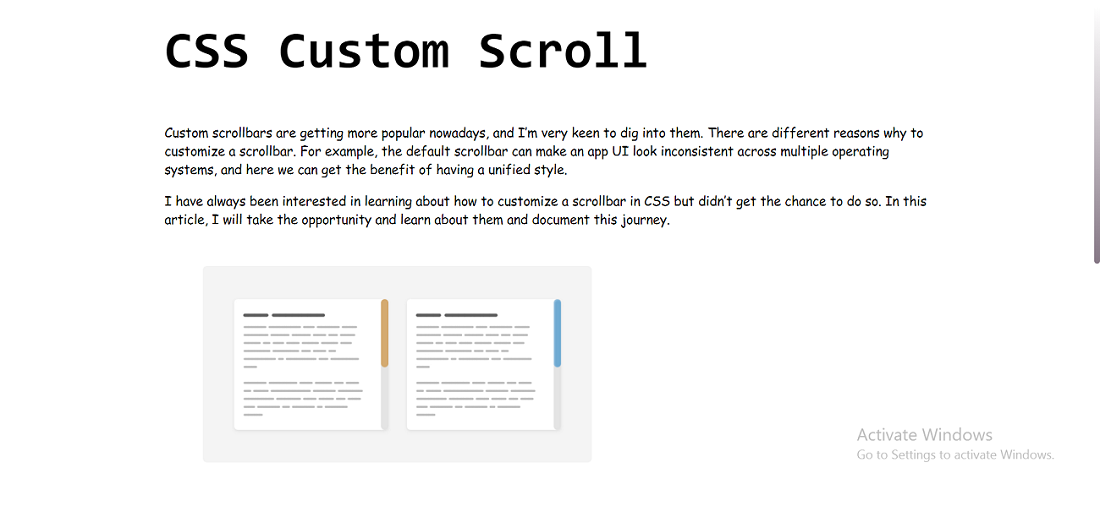 CSS Custom Scroll
Custom scrollbars are getting more popular nowadays, and I'm very keen to dig into them. There are different reasons why to
customize a scrollbar. For example, the default scrollbar can make an app UI look inconsistent across multiple operating
systems, and here we can get the benefit of having a unified style.
I have always been interested in learning about how to customize a scrollbar in CSS but didn't get the chance to do so. In this
article, I will take the opportunity and learn about them and document this journey.
Activate Windows
Go to Settings to activate Windows.